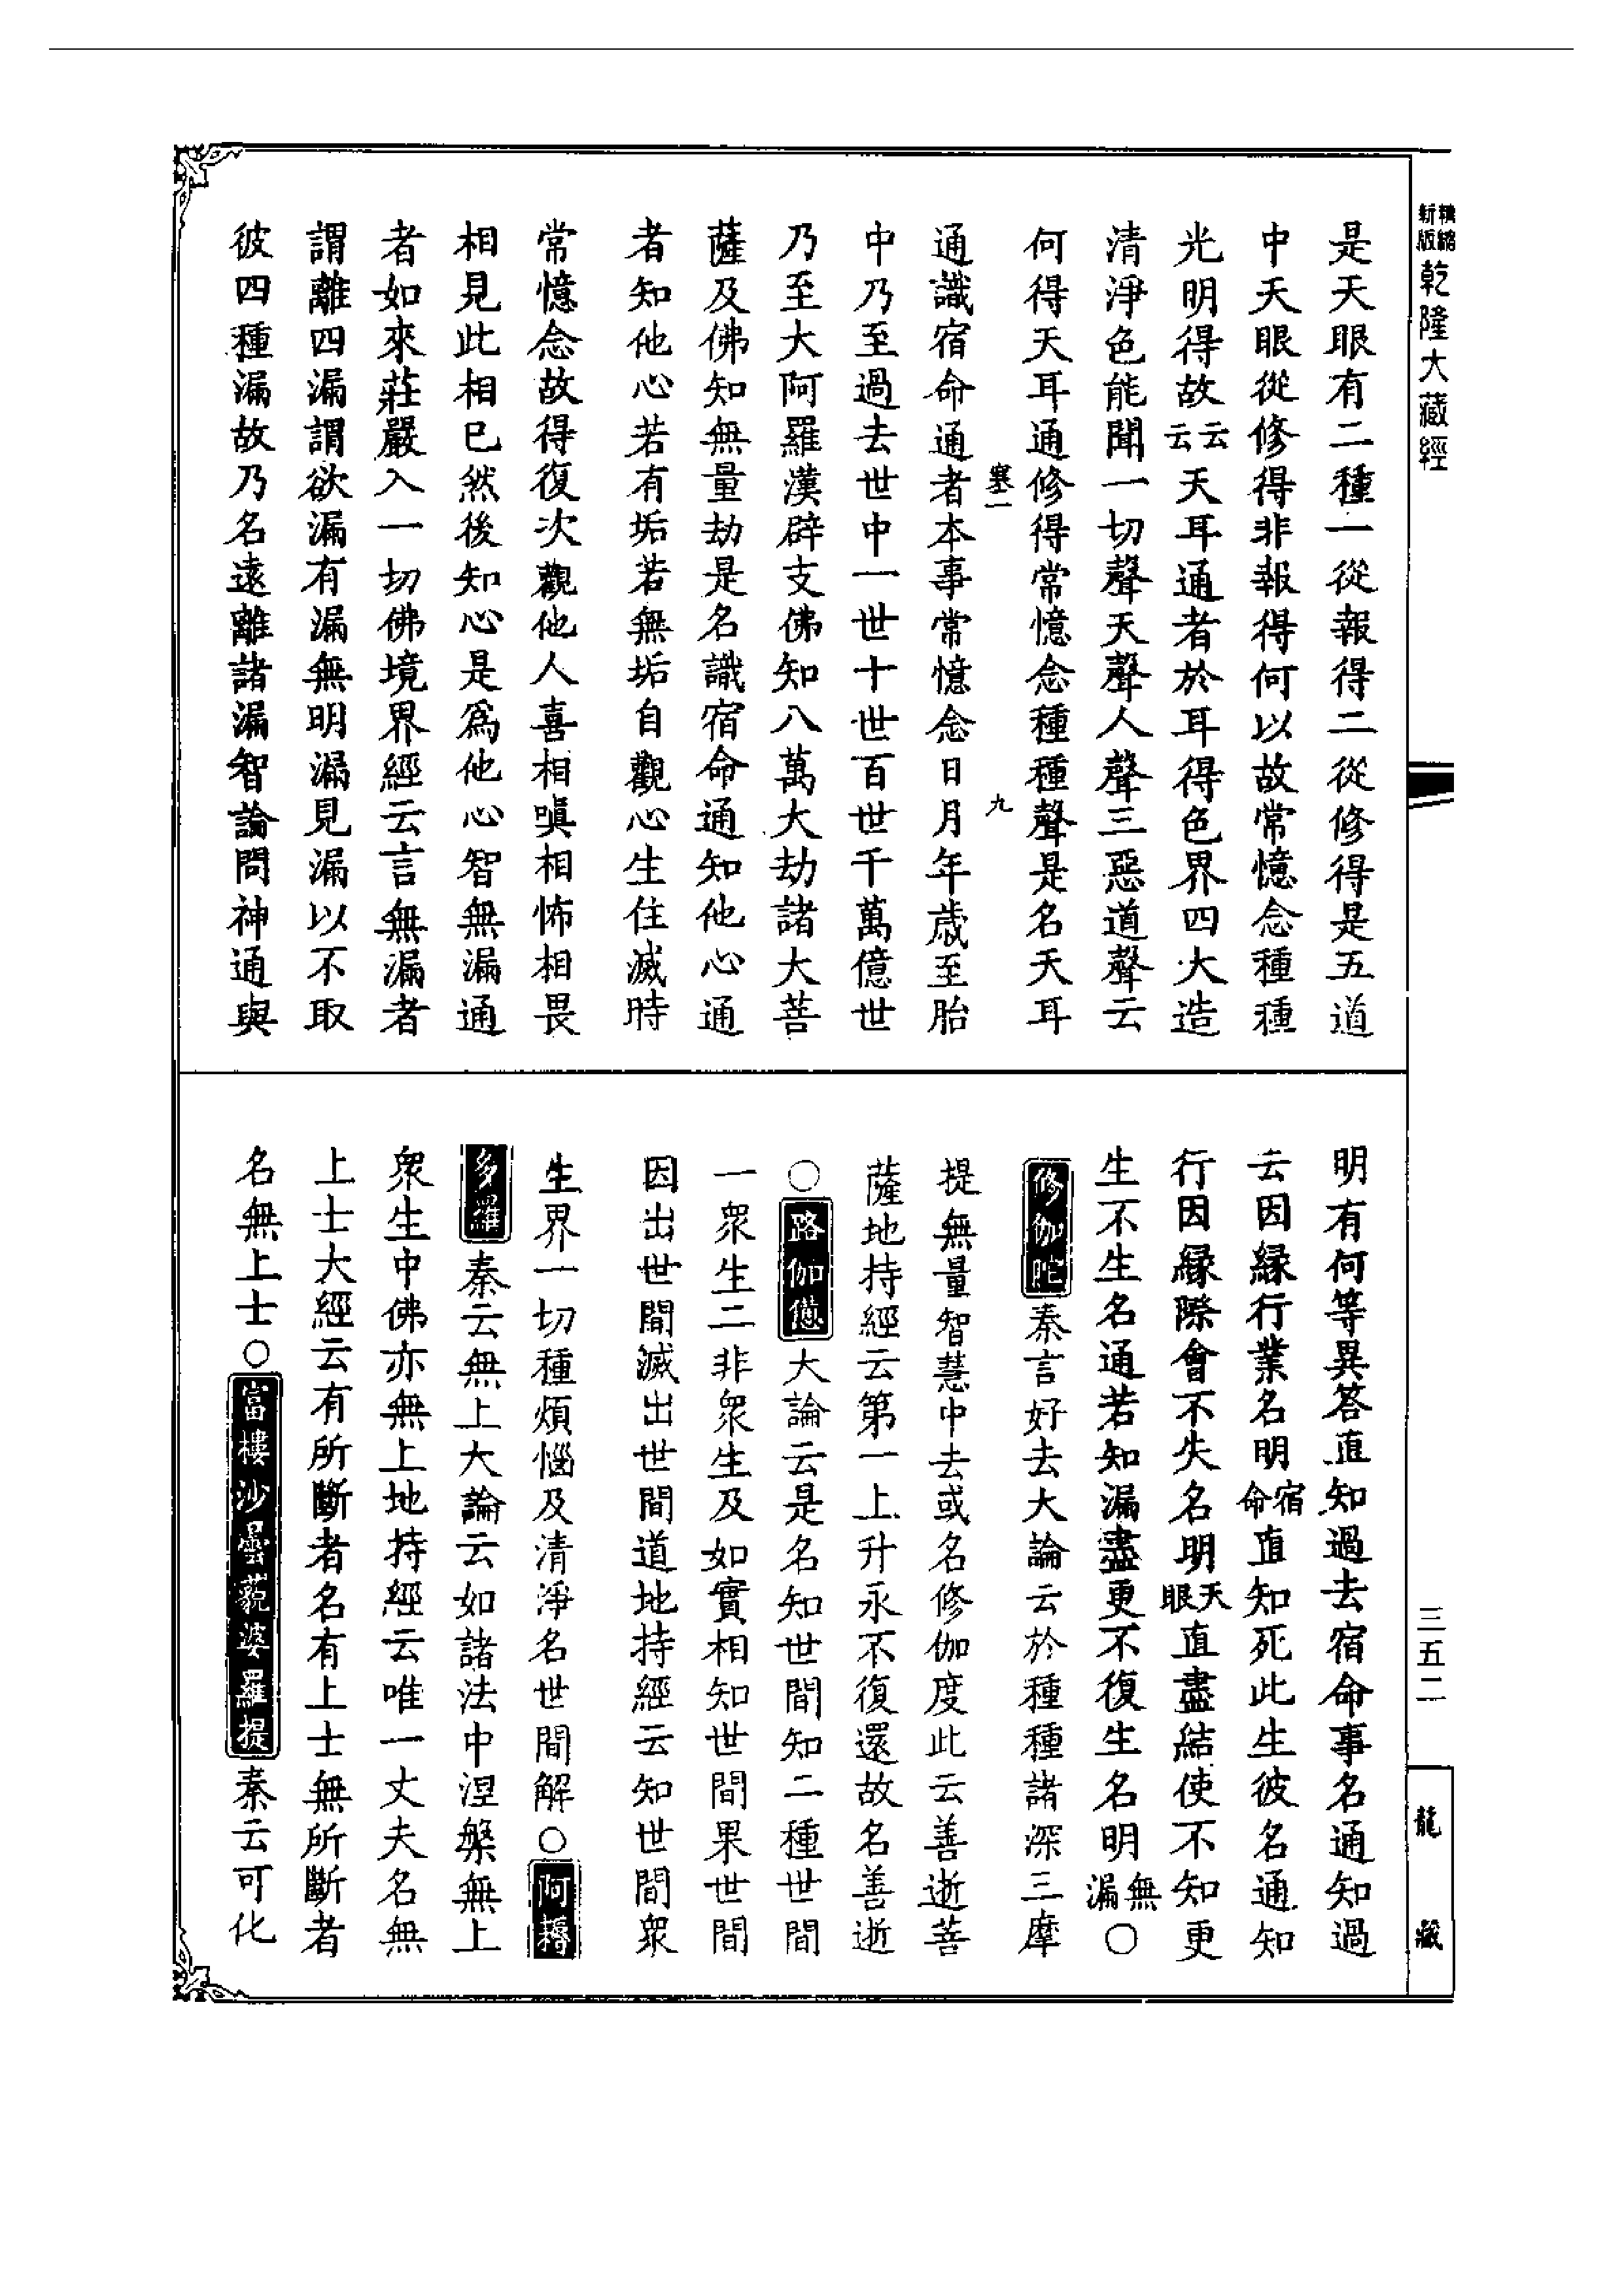 新版精縮乾隆大藏經
是天眼有二種一從報得二從修得是五道
中天眼從修得非報得何以故常憶念種種
光明得故云云天耳通者於耳得色界四大造
清淨色能聞一切聲天聲人聲三惡道聲云
何得天耳通修得常憶念種種聲是名天耳
塞一
九
通識宿命通者本事常憶念日月年歲至胎
中乃至過去世中一世十世百世千萬億世
乃至大阿羅漢辟支佛知八萬大劫諸大菩
薩及佛知無量劫是名識宿命通知他心通
者知他心若有垢若無垢自觀心生住滅時
常憶念故得復次觀他人喜相嗔相怖相畏
相見此相已然後知心是爲他心智無漏通
者如來莊嚴入一切佛境界經云言無漏者
謂離四漏謂欲漏有漏無明漏見漏以不取
彼四種漏故乃名遠離諸漏智論問神通與
明有何等異答直知過去宿命事名通知過
云因緣行業名明宿命直知死此生彼名通知
行因緣際會不失名明天眼直盡結使不知更
生不生名通若知漏盡更不復生名明無漏○
修伽陀秦言好去大論云於種種諸深三摩
提無量智慧中去或名修伽度此云善逝菩
薩地持經云第一上升永不復還故名善逝
○路伽憊大論云是名知世間知二種世間
一衆生二非衆生及如實相知世間果世間
因出世間滅出世間道地持經云知世間衆
生界一切種煩惱及清淨名世間解○阿耨
多羅秦云無上大論云如諸法中涅槃無上
衆生中佛亦無上地持經云唯一丈夫名無
上士大經云有所斷者名有上士無所斷者
名無上士○富樓沙曇藐婆羅提秦云可化
三五二
龍藏